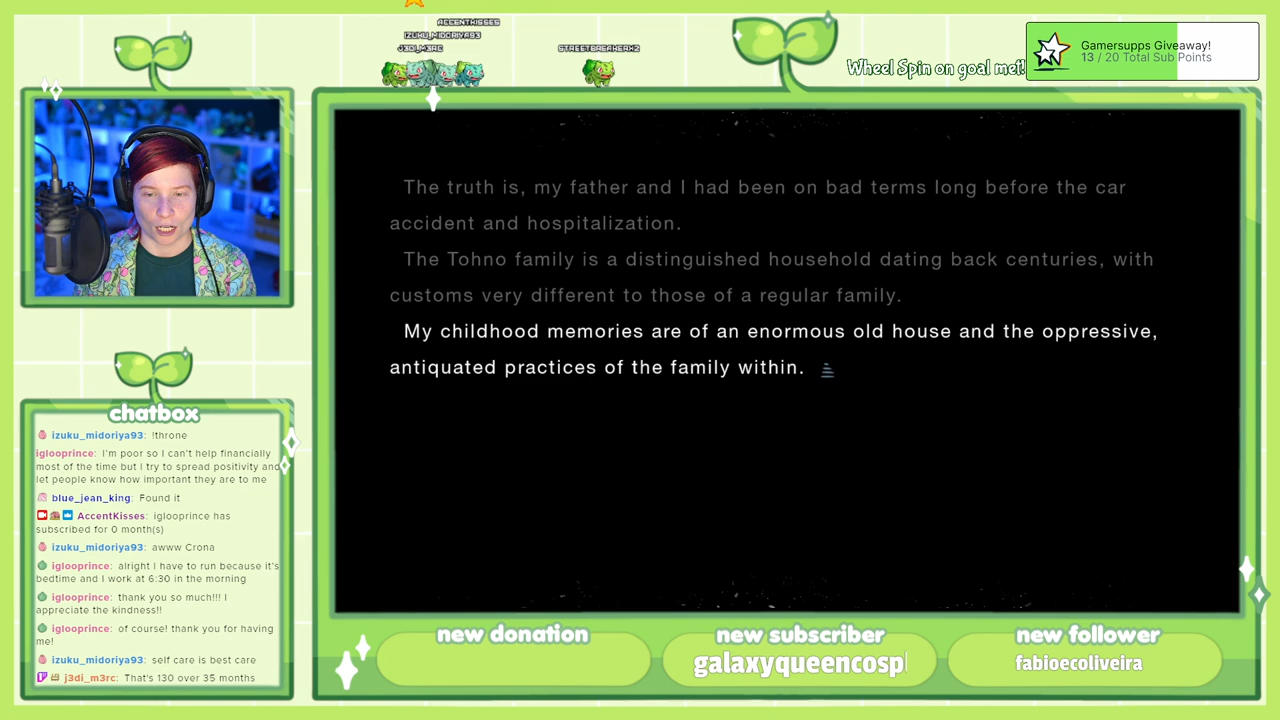 ACCENTKISSES
IZUKU_MIDORIYA93
J3DI_M3RC
STREETBREAKERX2
Wheel Spin on goal met!
7
Gamersupps Giveaway!
13 / 20 Total Sub Points
The truth is, my father and I had been on bad terms long before the car
accident and hospitalization.
The Tohno family is a distinguished household dating back centuries, with
customs very different to those of a regular family.
My childhood memories are of an enormous old house and the oppressive,
antiquated practices of the family within.
chatbox
izuku_midoriya93: !throne
iglooprince: I'm poor so I can't help financially
most of the time but I try to spread positivity and
let people know how important they are to me
blue_jean_king: Found it
AccentKisses: iglooprince has
subscribed for 0 month(s)
izuku_midoriya93: awww Crona
iglooprince: alright I have to run because it's
bedtime and I work at 6:30 in the morning
iglooprince: thank you so much!!! I
appreciate the kindness!!
iglooprince: of course! thank you for having
me!
izuku_midoriya93: self care is best care
j3di_m3rc: That's 130 over 35 months
new donation
new subscriber
galaxyqueencosp
new follower
fabioecoliveira